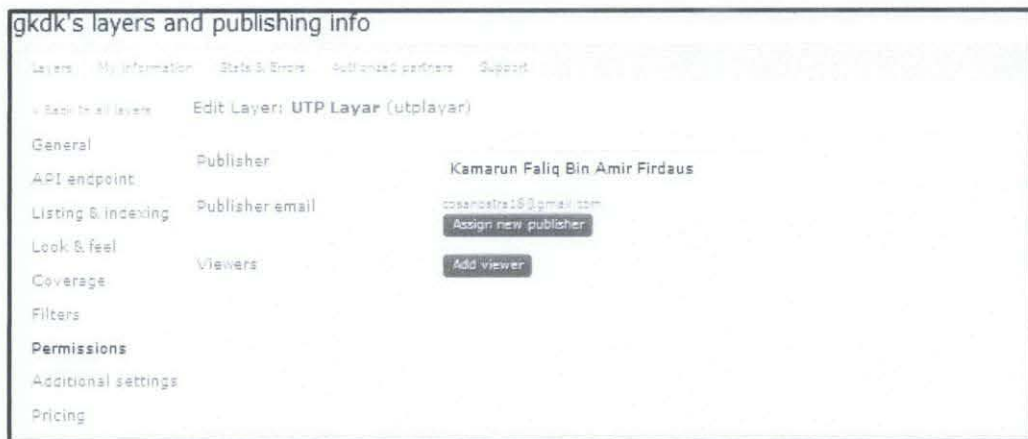 gkdk's layers and publishing info
Layers My information Stats & Errors Authorized partners Support
< Back to all layers Edit Layer: UTP Layar (utplayar)
General
Publisher Kamarun Faliq Bin Amir Firdaus
API endpoint
Listing & indexing Publisher email
Assign new publisher
Look & feel
Viewers Add viewer
Coverage
Filters
Permissions
Additional settings
Pricing